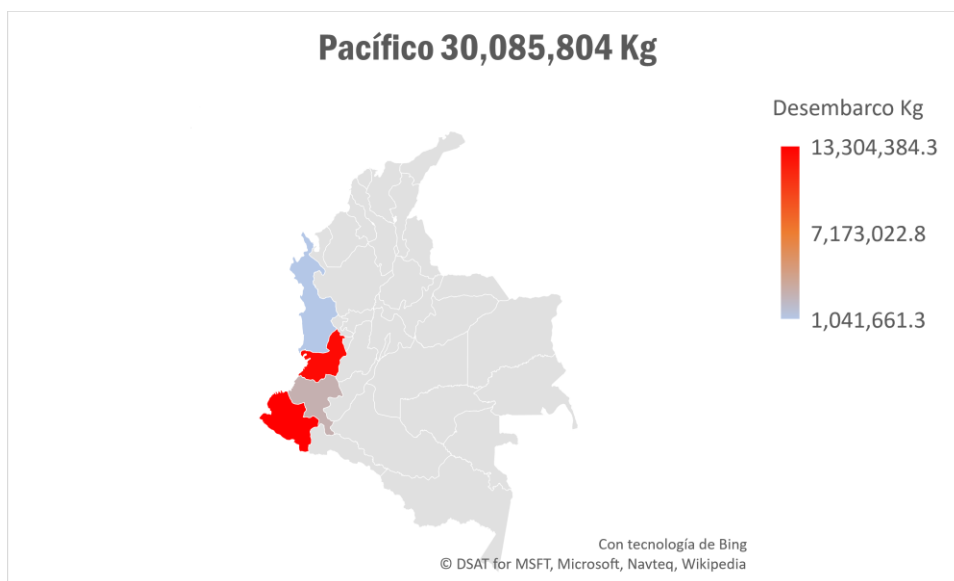 Pacífico 30,085,804 Kg
Desembarco Kg
13,304,384.3
7,173,022.8
1,041,661.3
Con tecnología de Bing
© DSAT for MSFT, Microsoft, Navteq, Wikipedia